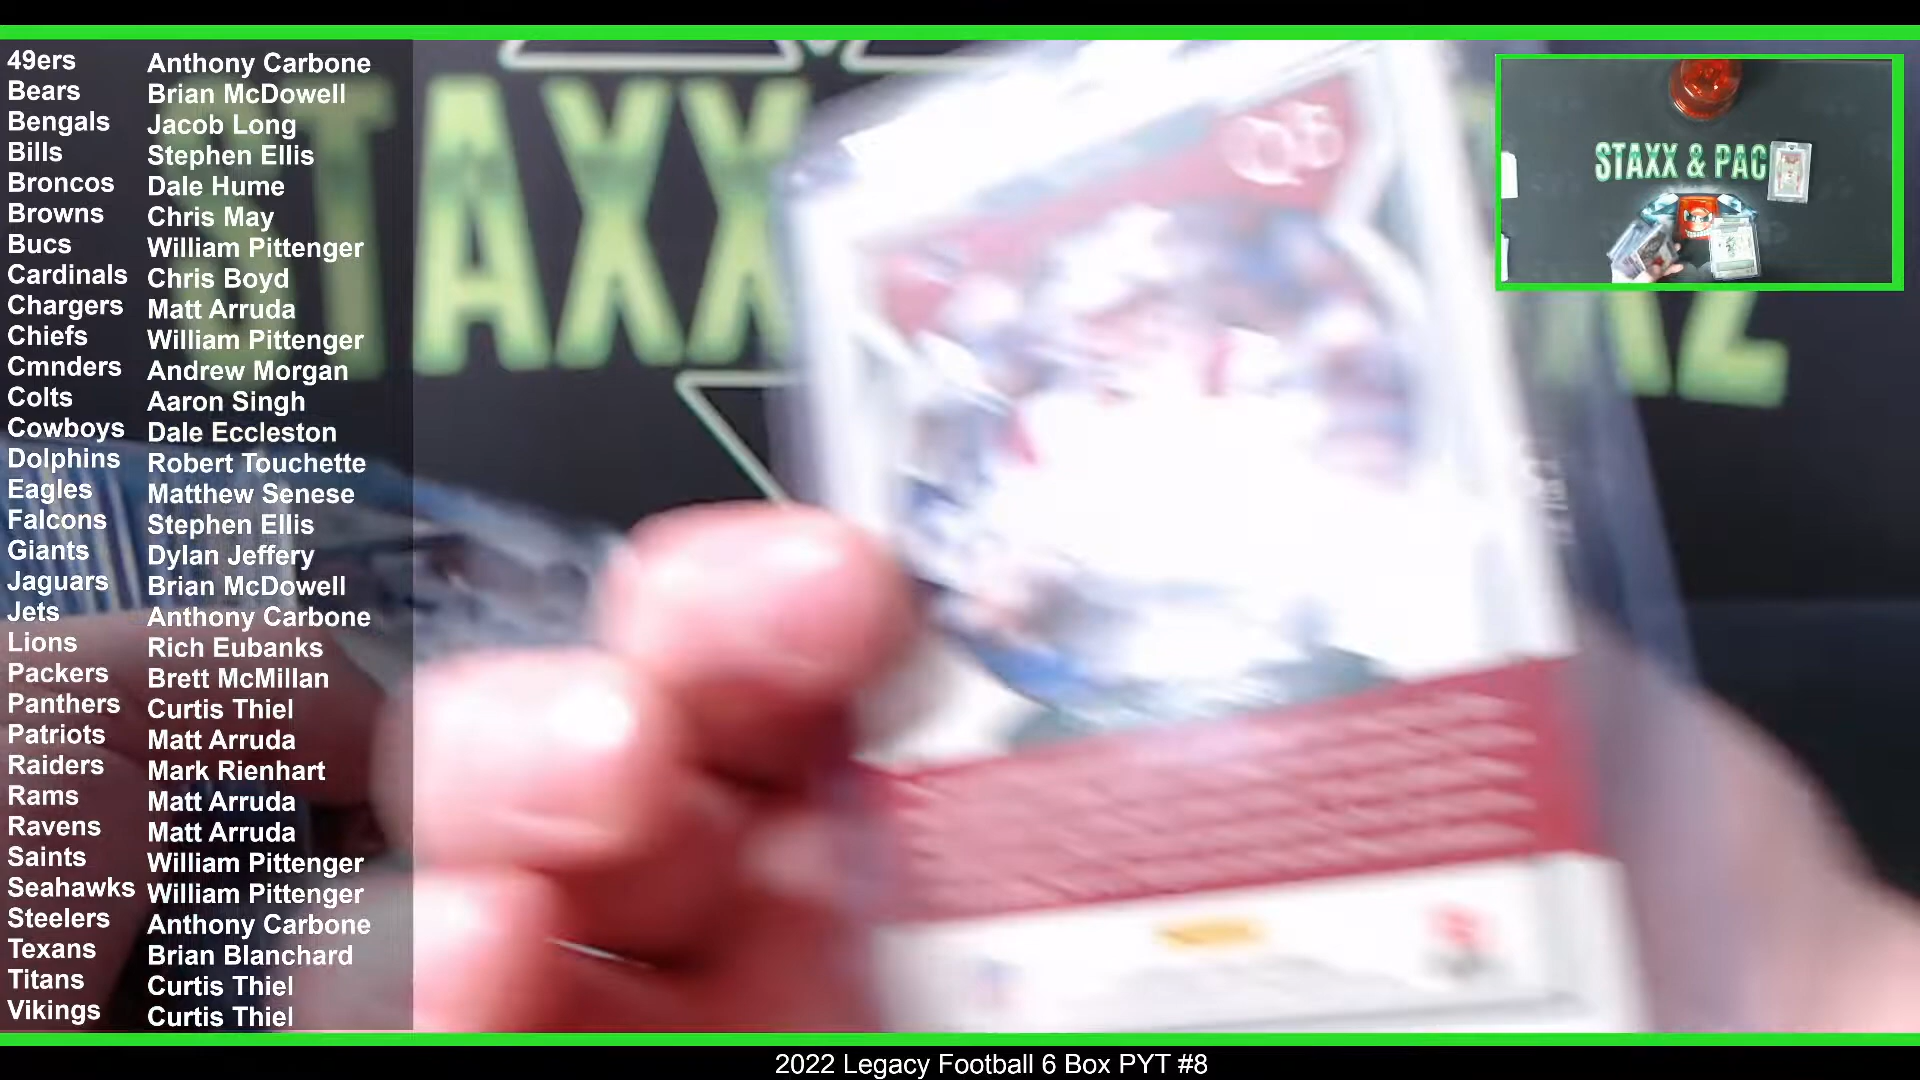 49ers Anthony Carbone
Bears Brian McDowell
Bengals Jacob Long
Bills Stephen Ellis
Broncos Dale Hume
Browns Chris May
Bucs William Pittenger
Cardinals Chris Boyd
Chargers Matt Arruda
Chiefs William Pittenger
Cmnders Andrew Morgan
Colts Aaron Singh
Cowboys Dale Eccleston
Dolphins Robert Touchette
Eagles Matthew Senese
Falcons Stephen Ellis
Giants Dylan Jeffery
Jaguars Brian McDowell
Jets Anthony Carbone
Lions Rich Eubanks
Packers Brett McMillan
Panthers Curtis Thiel
Patriots Matt Arruda
Raiders Mark Rienhart
Rams Matt Arruda
Ravens Matt Arruda
Saints William Pittenger
Seahawks William Pittenger
Steelers Anthony Carbone
Texans Brian Blanchard
Titans Curtis Thiel
Vikings Curtis Thiel
STAXX
STAXX & PAC
2022 Legacy Football 6 Box PYT #8